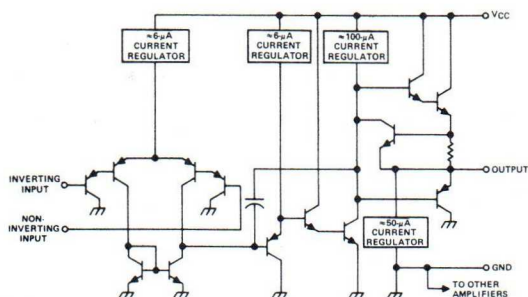 VCC
≈6-µA
CURRENT
REGULATOR
≈6-µA
CURRENT
REGULATOR
≈100-µA
CURRENT
REGULATOR
INVERTING
INPUT
NON-
INVERTING
INPUT
OUTPUT
≈50-µA
CURRENT
REGULATOR
GND
TO OTHER
AMPLIFIERS